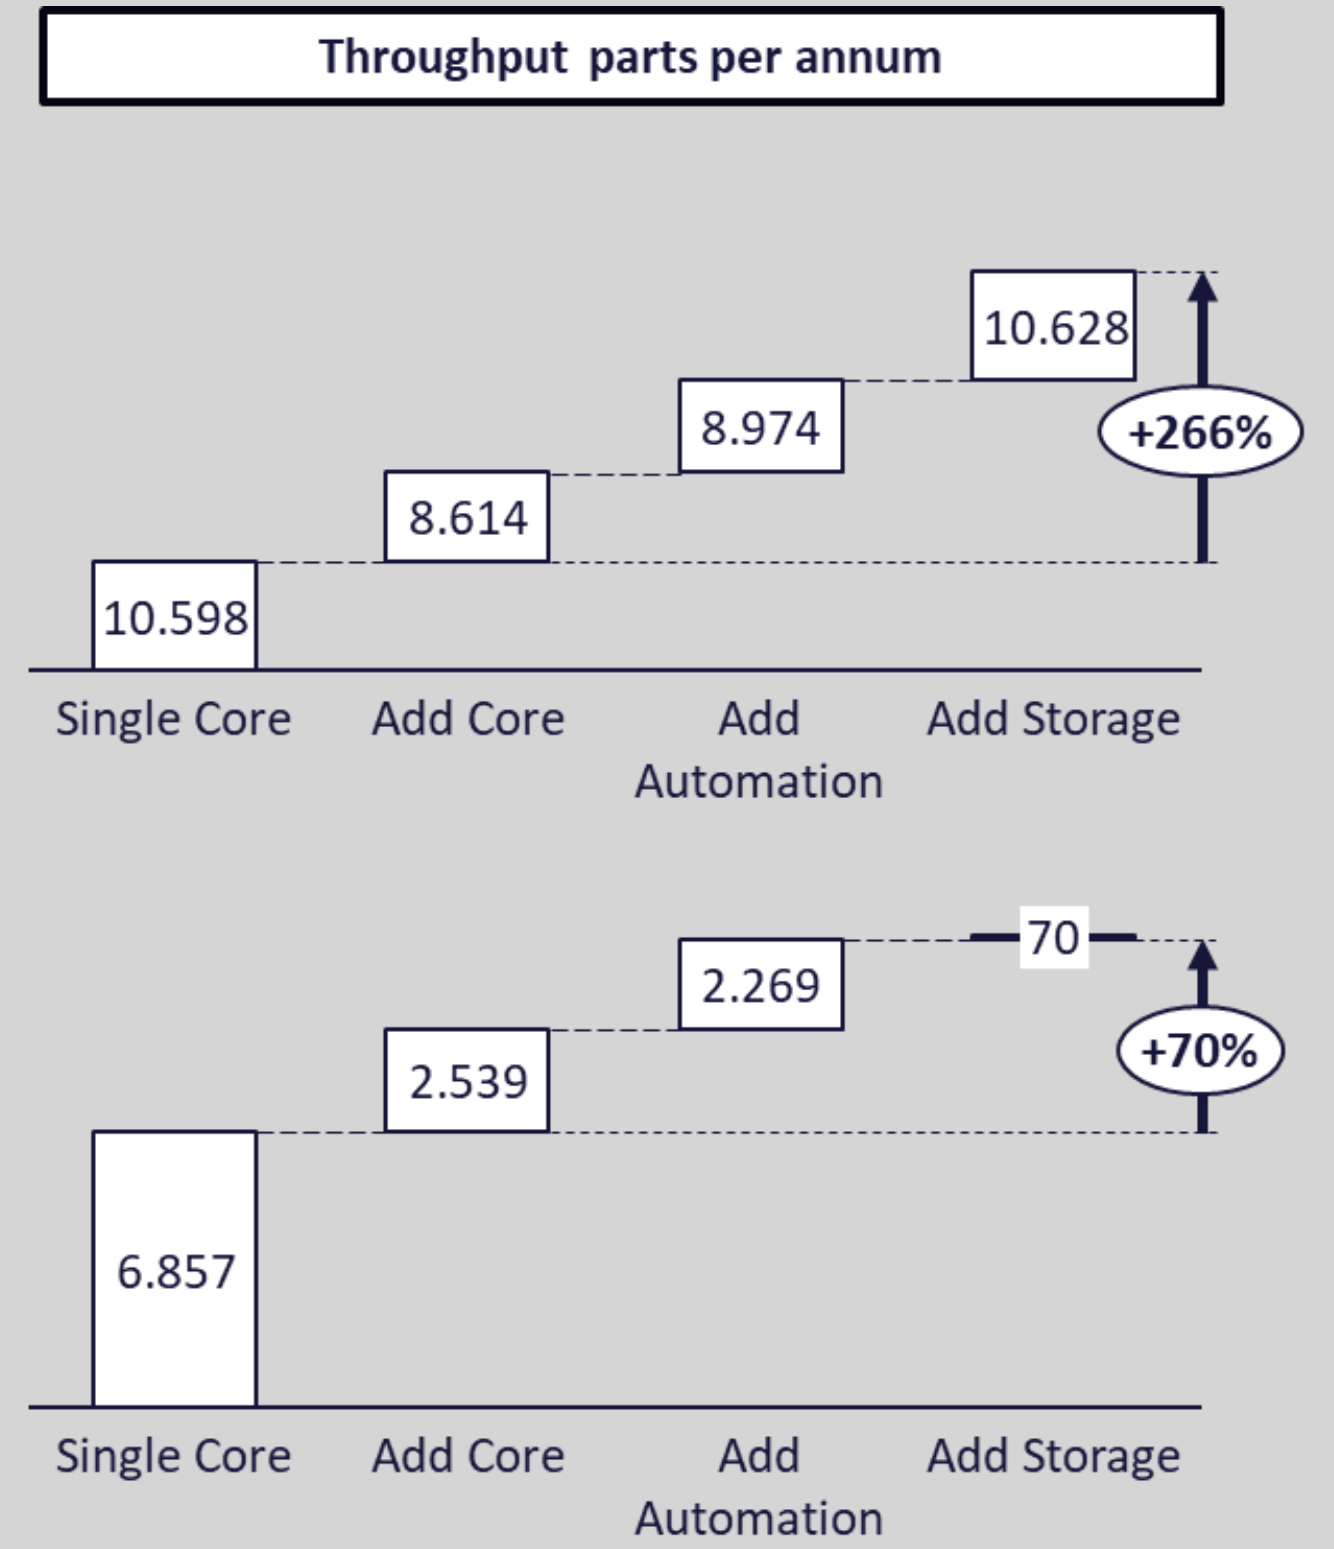 Throughput parts per annum
10.628
+266%
8.974
8.614
10.598
Single Core Add Core Add Add Storage
Automation
70
2.269
+70%
2.539
6.857
Single Core Add Core Add Add Storage
Automation